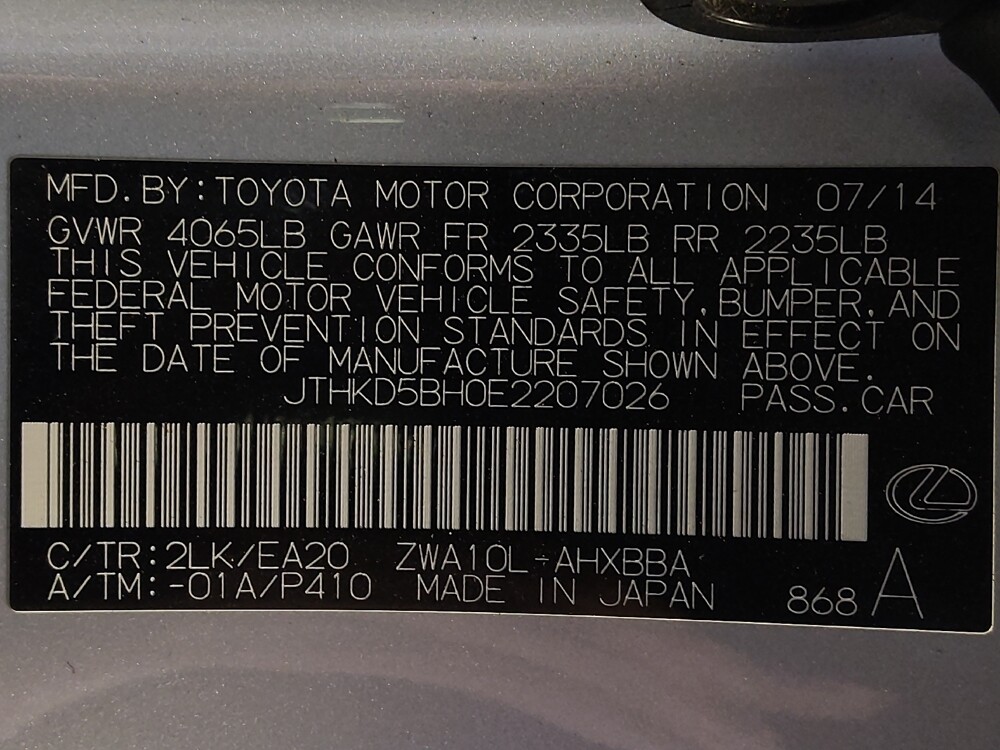 MFD. BY: TOYOTA MOTOR CORPORATION 07/14
GVWR 4065LB GAWR FR 2335LB RR 2235LB
THIS VEHICLE CONFORMS TO ALL APPLICABLE
FEDERAL MOTOR VEHICLE SAFETY, BUMPER, AND
THEFT PREVENTION STANDARDS IN EFFECT ON
THE DATE OF MANUFACTURE SHOWN ABOVE.
JTHKD5BH0E2207026 PASS. CAR
C/TR: 2LK/EA20 ZWA10L-AHXBBA
A/TM: -01A/P410 MADE IN JAPAN 868 A